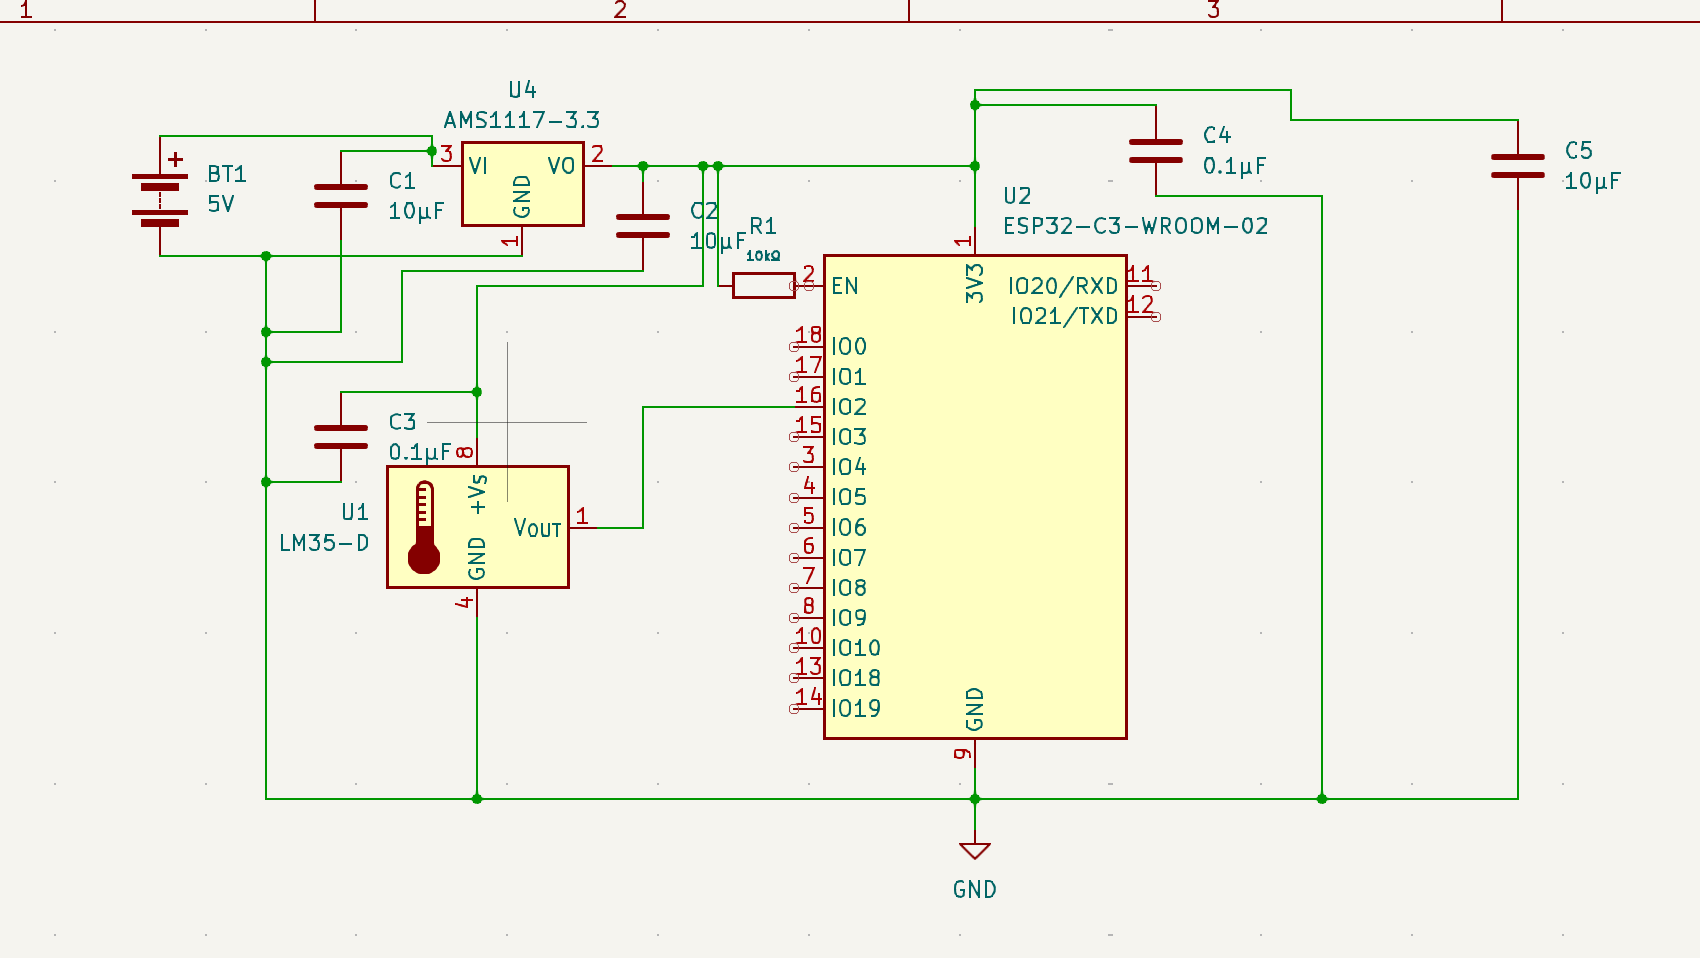 1
2
3
U4
AMS1117-3.3
BT1
5V
C1
10µF
3
VI
VO
2
GND
1
C2
10µF
R1
10kΩ
C4
0.1µF
C5
10µF
U2
ESP32-C3-WROOM-02
1
3V3
2
EN
IO20/RXD
11
IO21/TXD
12
18
IO0
17
IO1
16
IO2
15
IO3
3
IO4
4
IO5
5
IO6
6
IO7
7
IO8
8
IO9
10
IO10
13
IO18
14
IO19
GND
9
C3
0.1µF
8
+Vs
U1
LM35-D
VOUT
1
GND
4
GND